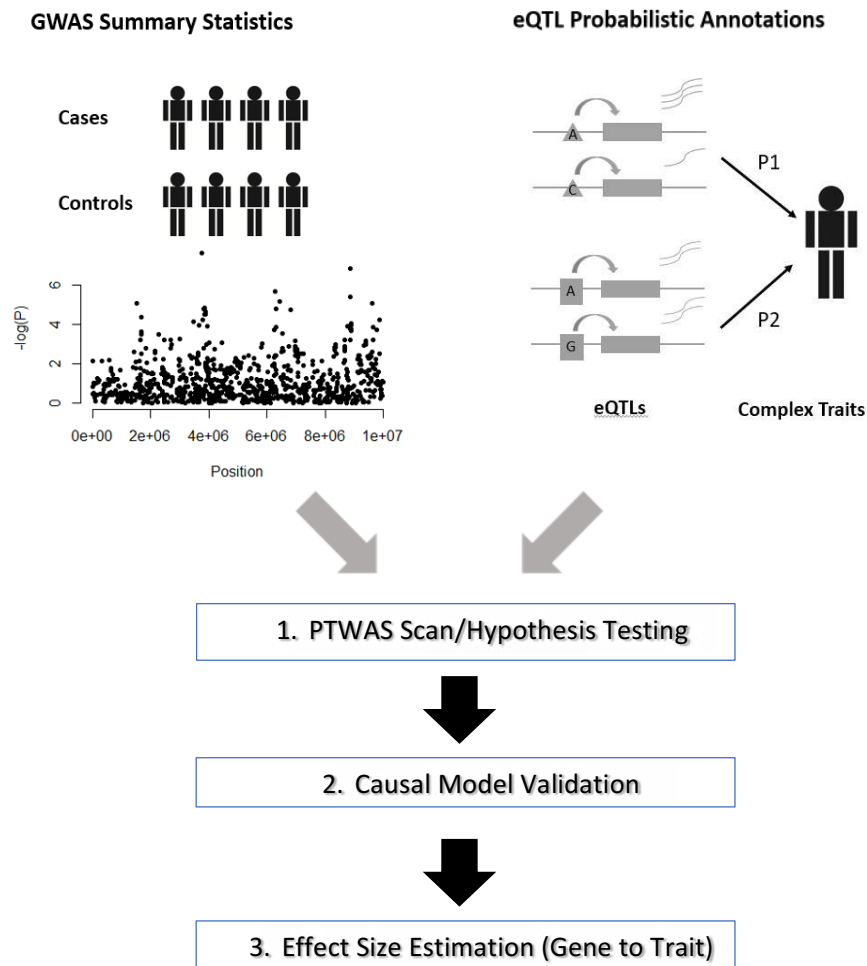 GWAS Summary Statistics
eQTL Probabilistic Annotations
Cases
Controls
-log(P)
6
4
2
0
0e+00 2e+06 4e+06 6e+06 8e+06 1e+07
Position
A
C
A
G
P1
P2
eQTLs
Complex Traits
1. PTWAS Scan/Hypothesis Testing
2. Causal Model Validation
3. Effect Size Estimation (Gene to Trait)